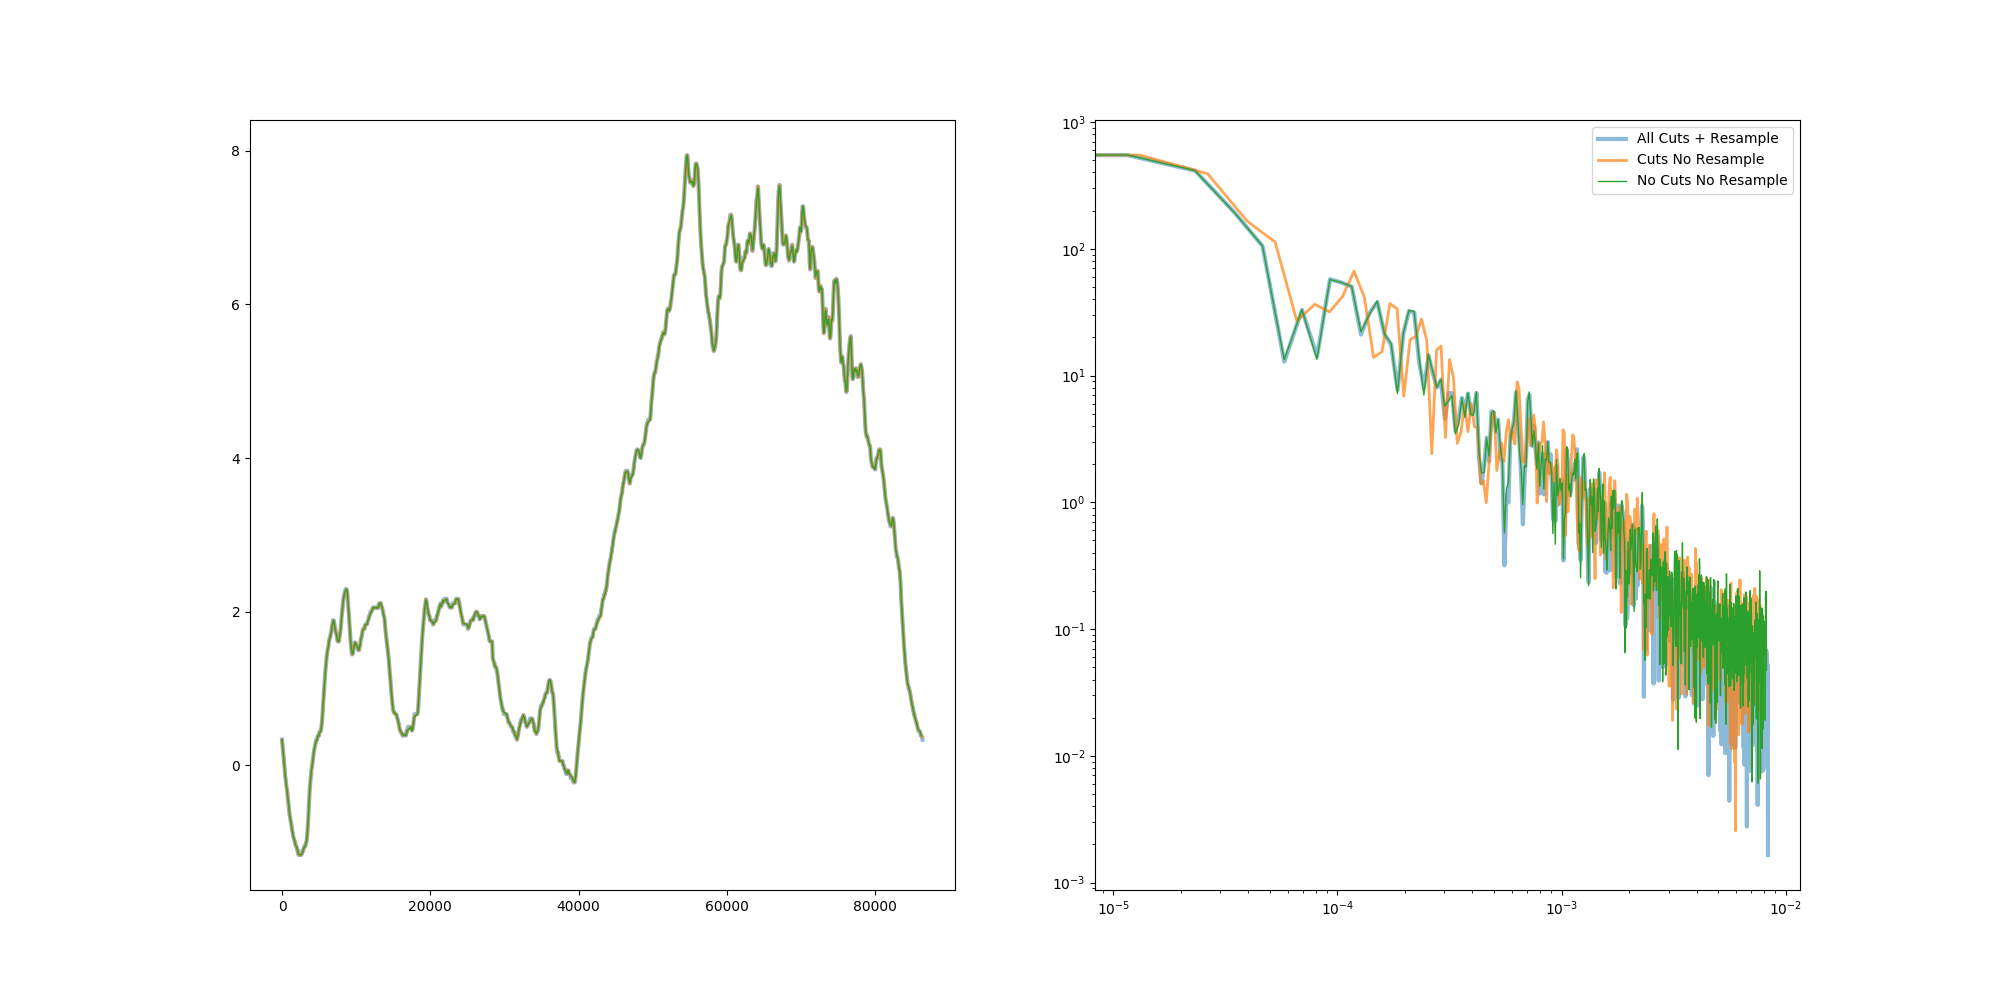 8
6
4
2
0
0 20000 40000 60000 80000
10³
10²
10¹
10⁰
10⁻¹
10⁻²
10⁻³
10⁻⁵ 10⁻⁴ 10⁻³ 10⁻²
All Cuts + Resample
Cuts No Resample
No Cuts No Resample